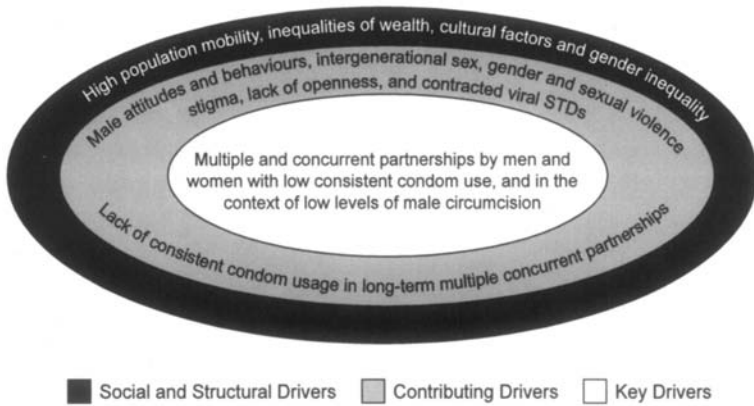 High population mobility, inequalities of wealth, cultural factors and gender inequality
Male attitudes and behaviours, intergenerational sex, gender and sexual violence
stigma, lack of openness, and contracted viral STDs
Multiple and concurrent partnerships by men and
women with low consistent condom use, and in the
context of low levels of male circumcision
Lack of consistent condom usage in long-term multiple concurrent partnerships
Social and Structural Drivers
Contributing Drivers
Key Drivers